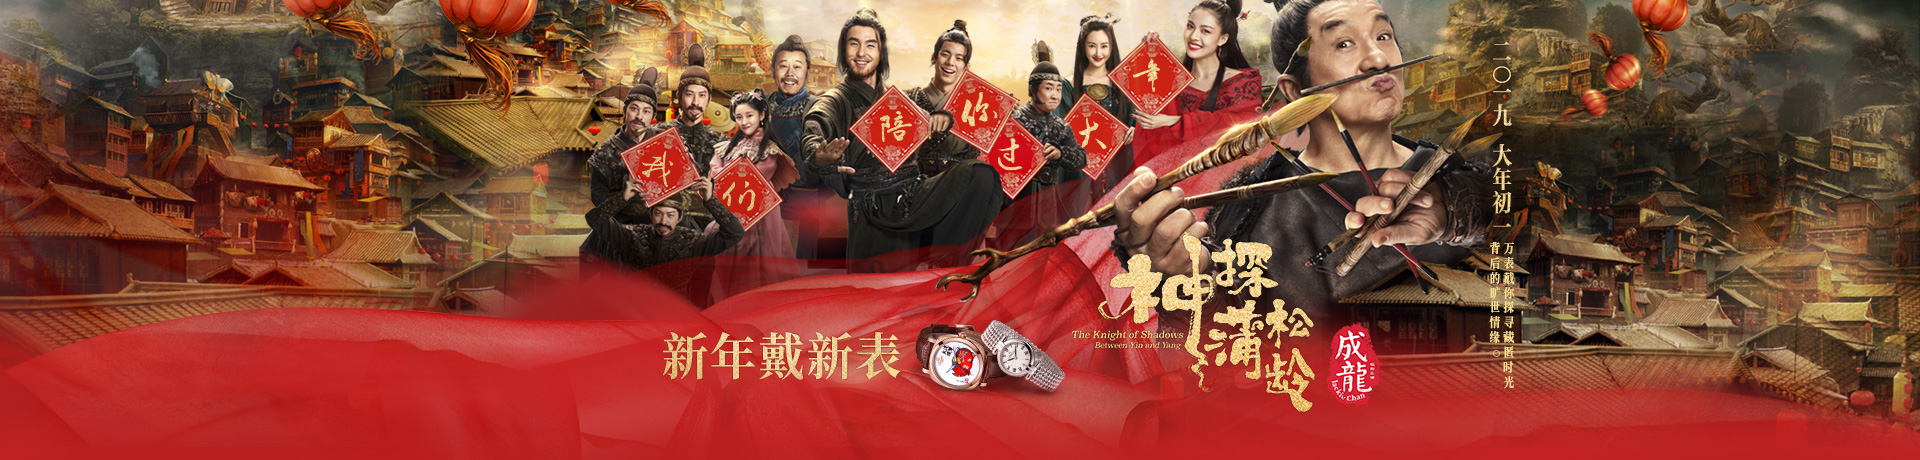 我们陪你过大年
二〇一九 大年初一
万表戴你探寻藏匿时光
背后的旷世情缘。
神探蒲松龄
The Knight of Shadows
Between Yin and Yang
新年戴新表
成龍
Jackie Chan